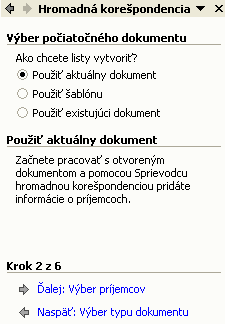 Hromadná korešpondencia
Výber počiatočného dokumentu
Ako chcete listy vytvoriť?
Použiť aktuálny dokument
Použiť šablónu
Použiť existujúci dokument
Použiť aktuálny dokument
Začnete pracovať s otvoreným
dokumentom a pomocou Sprievodcu
hromadnou korešpondenciou pridáte
informácie o príjemcoch.
Krok 2 z 6
Ďalej: Výber príjemcov
Naspäť: Výber typu dokumentu